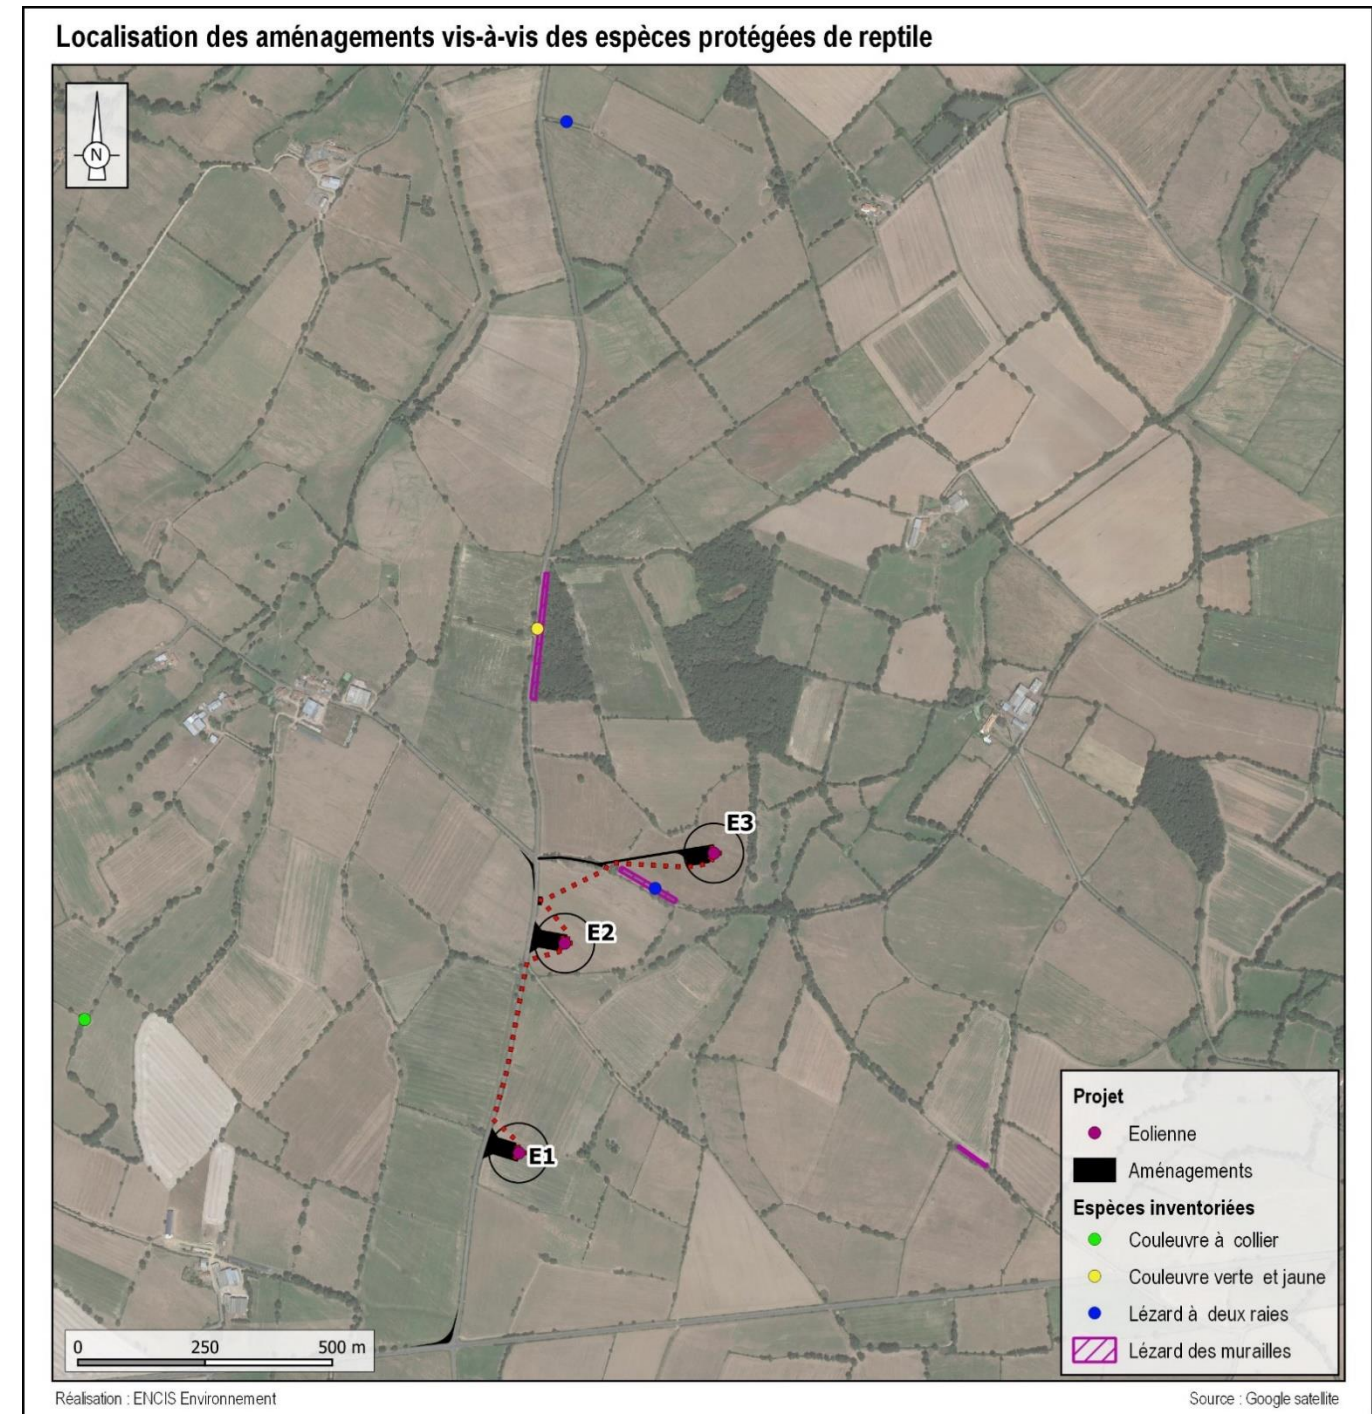 Localisation des aménagements vis-à-vis des espèces protégées de reptile
N
E3
E2
E1
Projet
Eolienne
Aménagements
Espèces inventoriées
Couleuvre à collier
Couleuvre verte et jaune
Lézard à deux raies
Lézard des murailles
0 250 500 m
Réalisation : ENCIS Environnement
Source : Google satellite